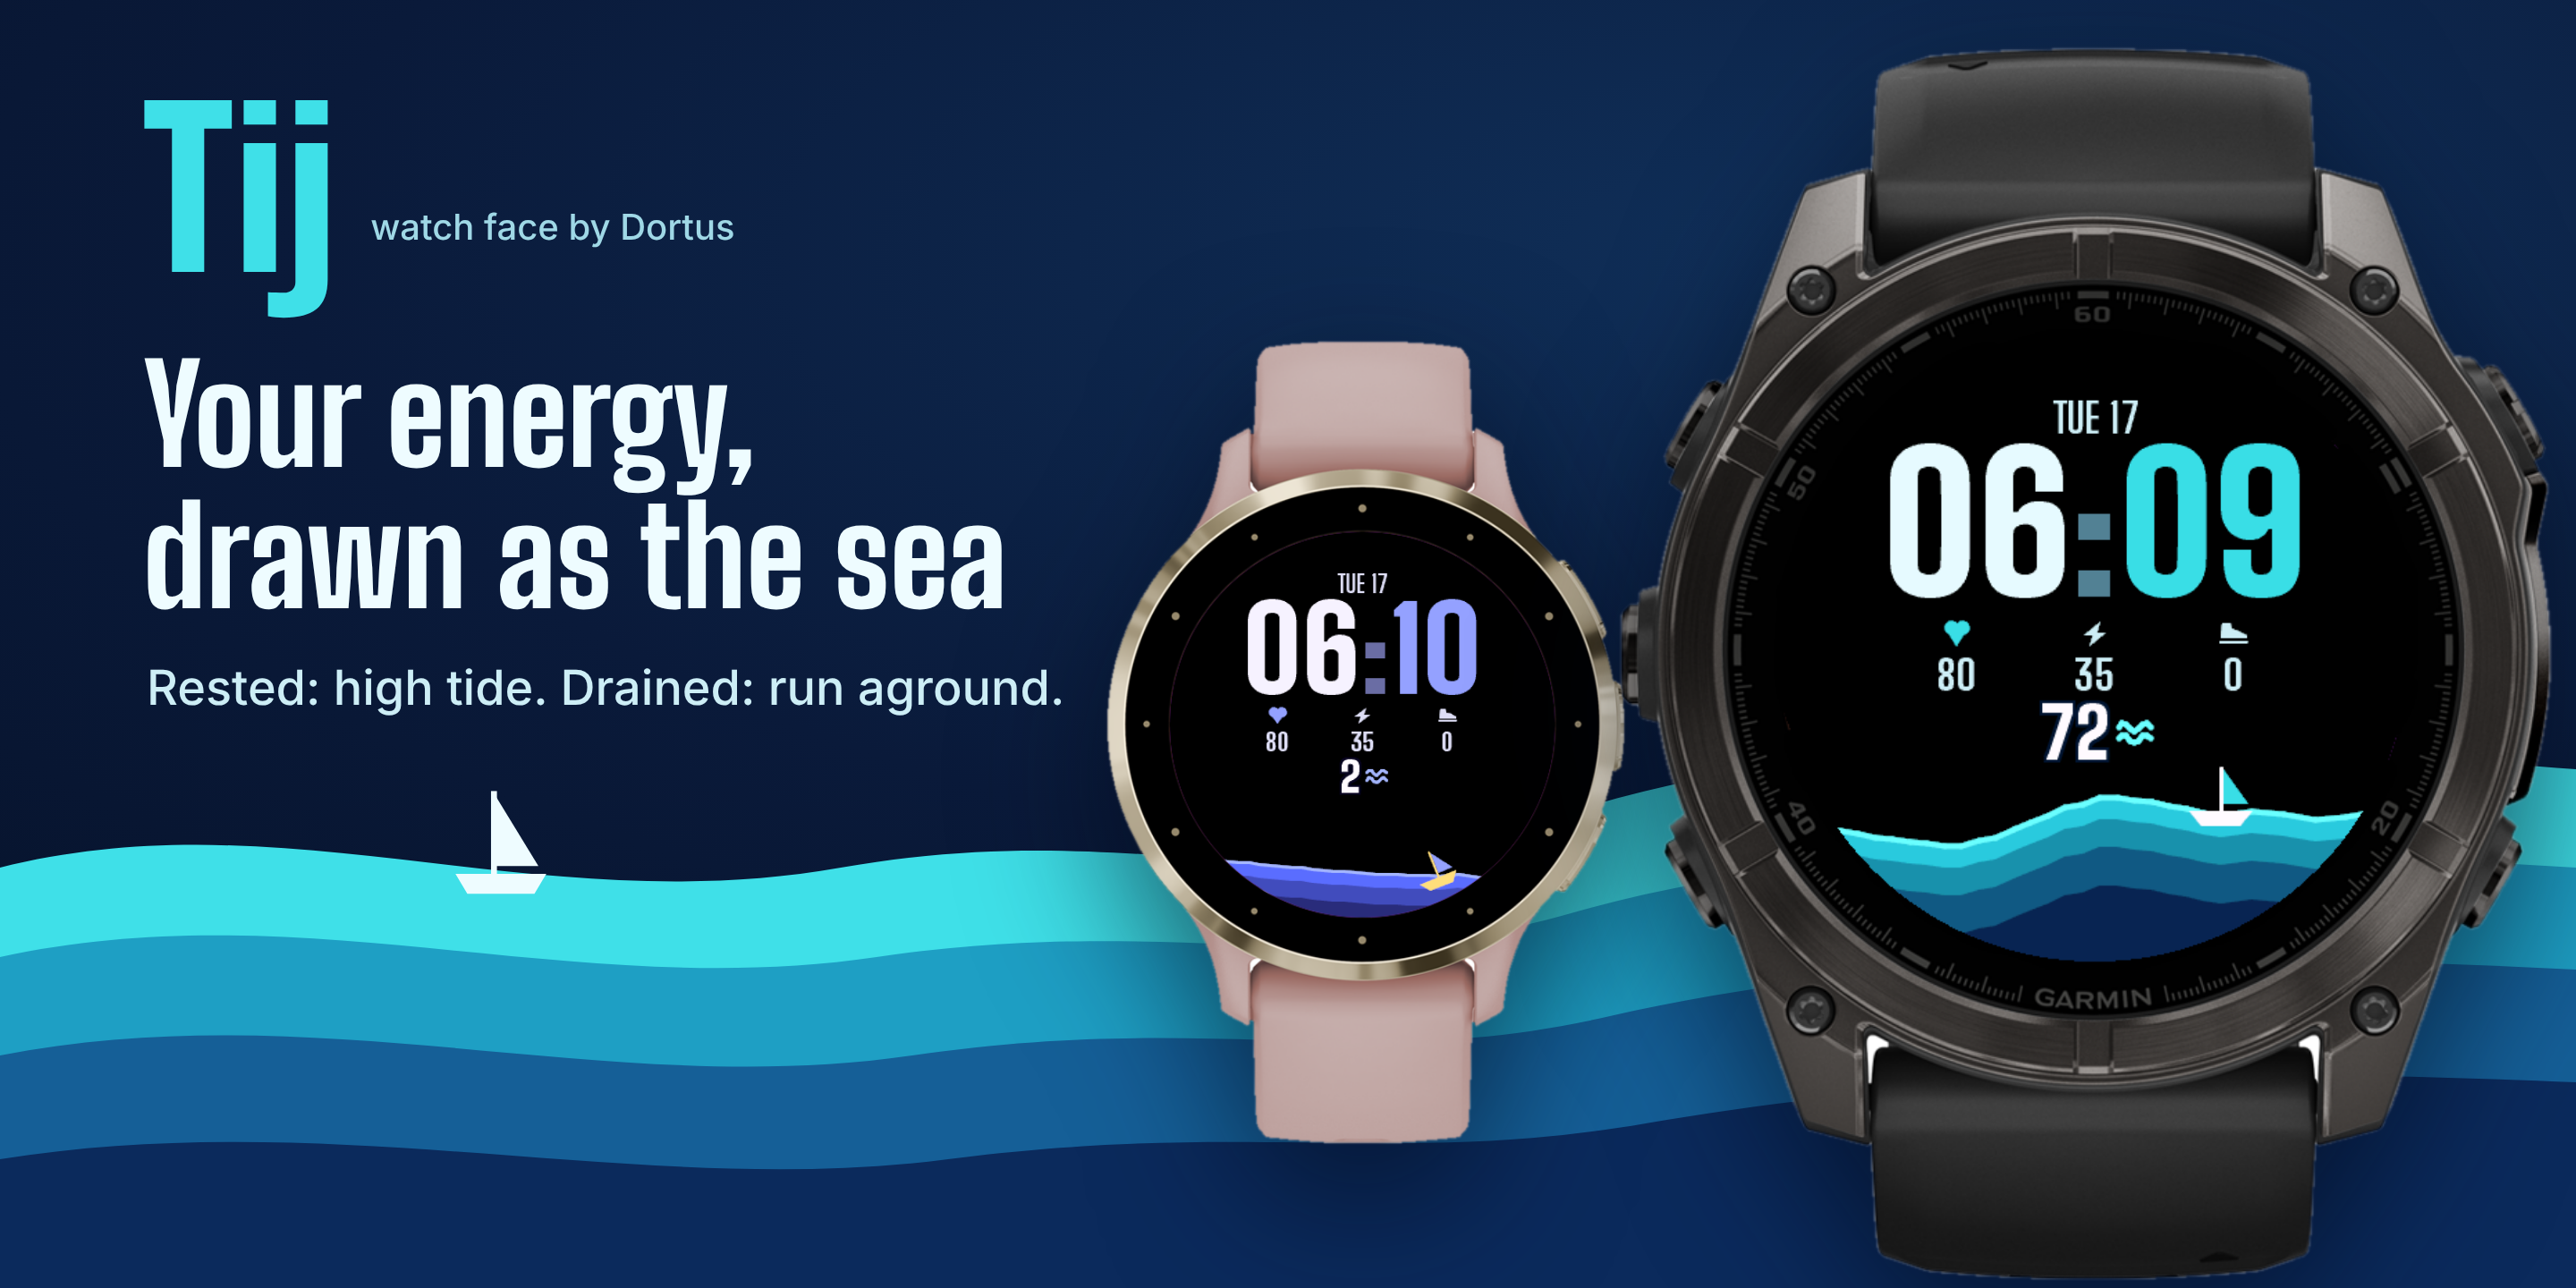 Tij
watch face by Dortus
Your energy,
drawn as the sea
Rested: high tide. Drained: run aground.
TUE 17
06:10
80 35 0
2
60
50
TUE 17
06:09
80 35 0
72
40
20
GARMIN